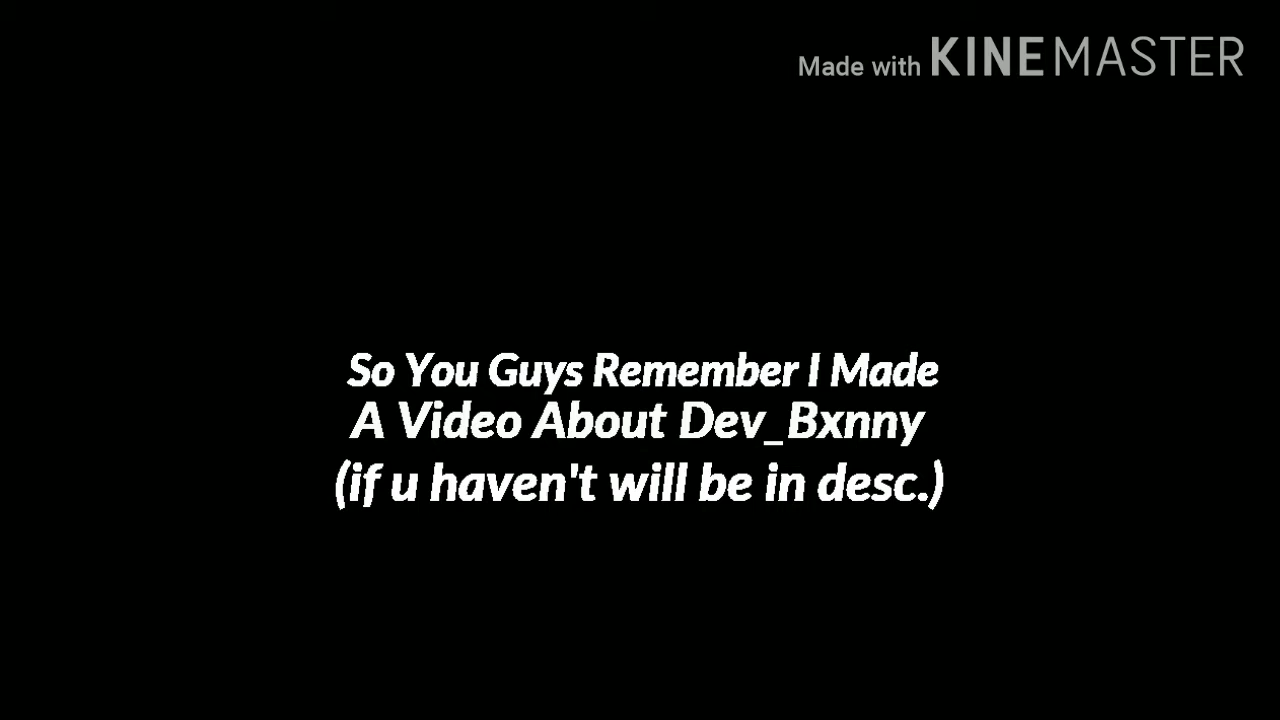 Made with KINEMASTER
So You Guys Remember I Made
A Video About Dev_Bxnny
(if u haven't will be in desc.)